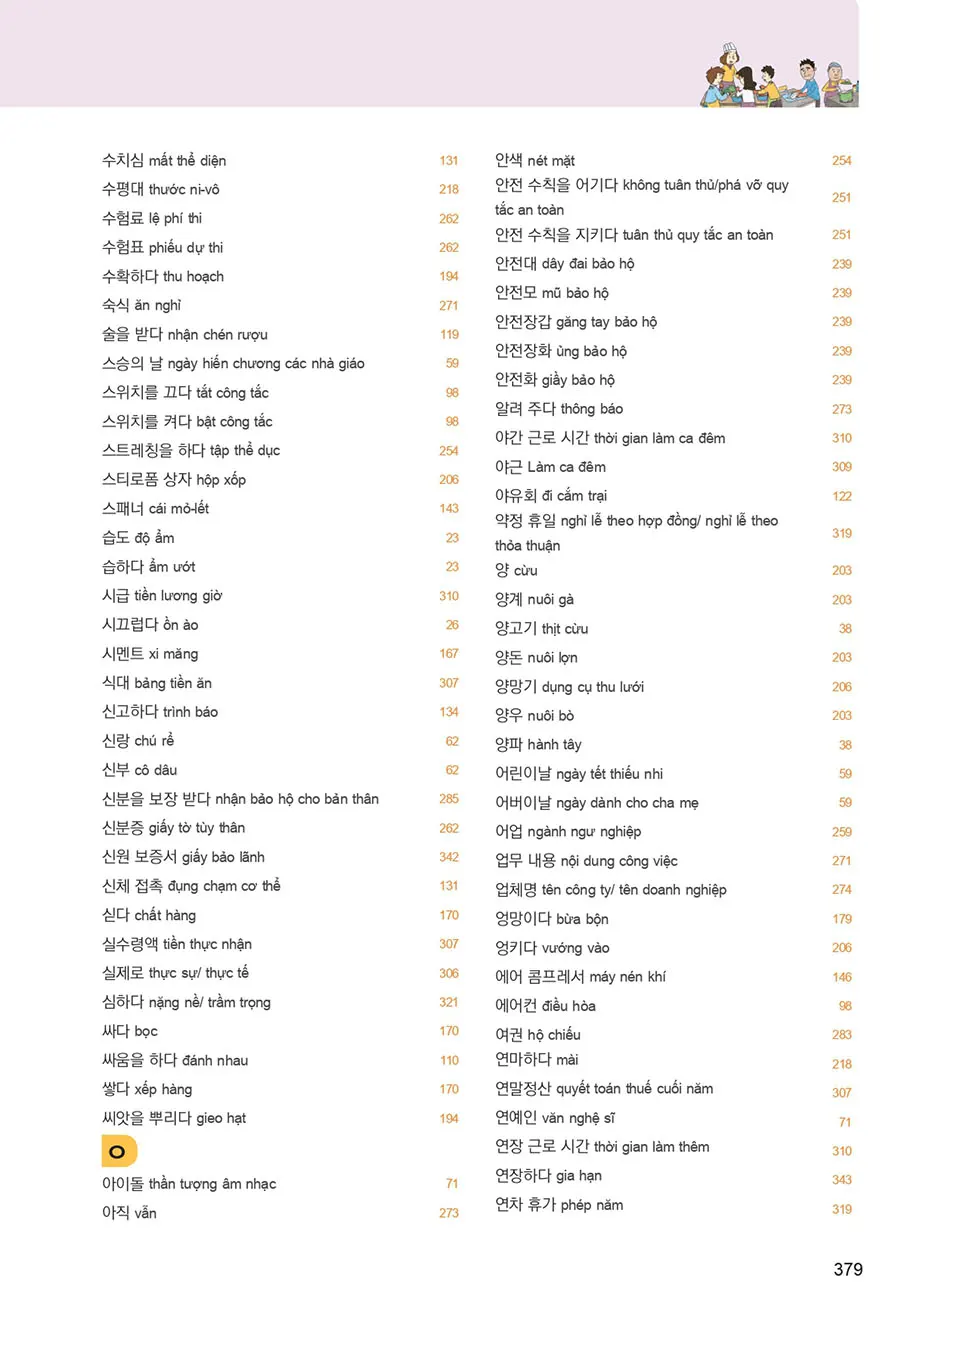 수치심 mất thể diện 131
수평대 thước ni-vô 218
수험료 lệ phí thi 262
수험표 phiếu dự thi 262
수확하다 thu hoạch 194
숙식 ăn nghỉ 271
술을 받다 nhận chén rượu 119
스승의 날 ngày hiến chương các nhà giáo 59
스위치를 끄다 tắt công tắc 98
스위치를 켜다 bật công tắc 98
스트레칭을 하다 tập thể dục 254
스티로폼 상자 hộp xốp 206
스패너 cái mỏ-lết 143
습도 độ ẩm 23
습하다 ẩm ướt 23
시급 tiền lương giờ 310
시끄럽다 ồn ào 26
시멘트 xi măng 167
식대 bảng tiền ăn 307
신고하다 trình báo 134
신랑 chú rể 62
신부 cô dâu 62
신분을 보장 받다 nhận bảo hộ cho bản thân 285
신분증 giấy tờ tùy thân 262
신원 보증서 giấy bảo lãnh 342
신체 접촉 đụng chạm cơ thể 131
싣다 chất hàng 170
실수령액 tiền thực nhận 307
실제로 thực sự/ thực tế 306
심하다 nặng nề/ trầm trọng 321
싸다 bọc 170
싸움을 하다 đánh nhau 110
쌓다 xếp hàng 170
씨앗을 뿌리다 gieo hạt 194
ㅇ
아이돌 thần tượng âm nhạc 71
아직 vẫn 273
안색 nét mặt 254
안전 수칙을 어기다 không tuân thủ/phá vỡ quy
tắc an toàn 251
안전 수칙을 지키다 tuân thủ quy tắc an toàn 251
안전대 dây đai bảo hộ 239
안전모 mũ bảo hộ 239
안전장갑 găng tay bảo hộ 239
안전장화 ủng bảo hộ 239
안전화 giầy bảo hộ 239
알려 주다 thông báo 273
야간 근로 시간 thời gian làm ca đêm 310
야근 Làm ca đêm 309
야유회 đi cắm trại 122
약정 휴일 nghỉ lễ theo hợp đồng/ nghỉ lễ theo
thỏa thuận 319
양 cừu 203
양계 nuôi gà 203
양고기 thịt cừu 38
양돈 nuôi lợn 203
양망기 dụng cụ thu lưới 206
양우 nuôi bò 203
양파 hành tây 38
어린이날 ngày tết thiếu nhi 59
어버이날 ngày dành cho cha mẹ 59
어업 ngành ngư nghiệp 259
업무 내용 nội dung công việc 271
업체명 tên công ty/ tên doanh nghiệp 274
엉망이다 bừa bộn 179
엉키다 vướng vào 206
에어 콤프레서 máy nén khí 146
에어컨 điều hòa 98
여권 hộ chiếu 283
연마하다 mài 218
연말정산 quyết toán thuế cuối năm 307
연예인 văn nghệ sĩ 71
연장 근로 시간 thời gian làm thêm 310
연장하다 gia hạn 343
연차 휴가 phép năm 319
379